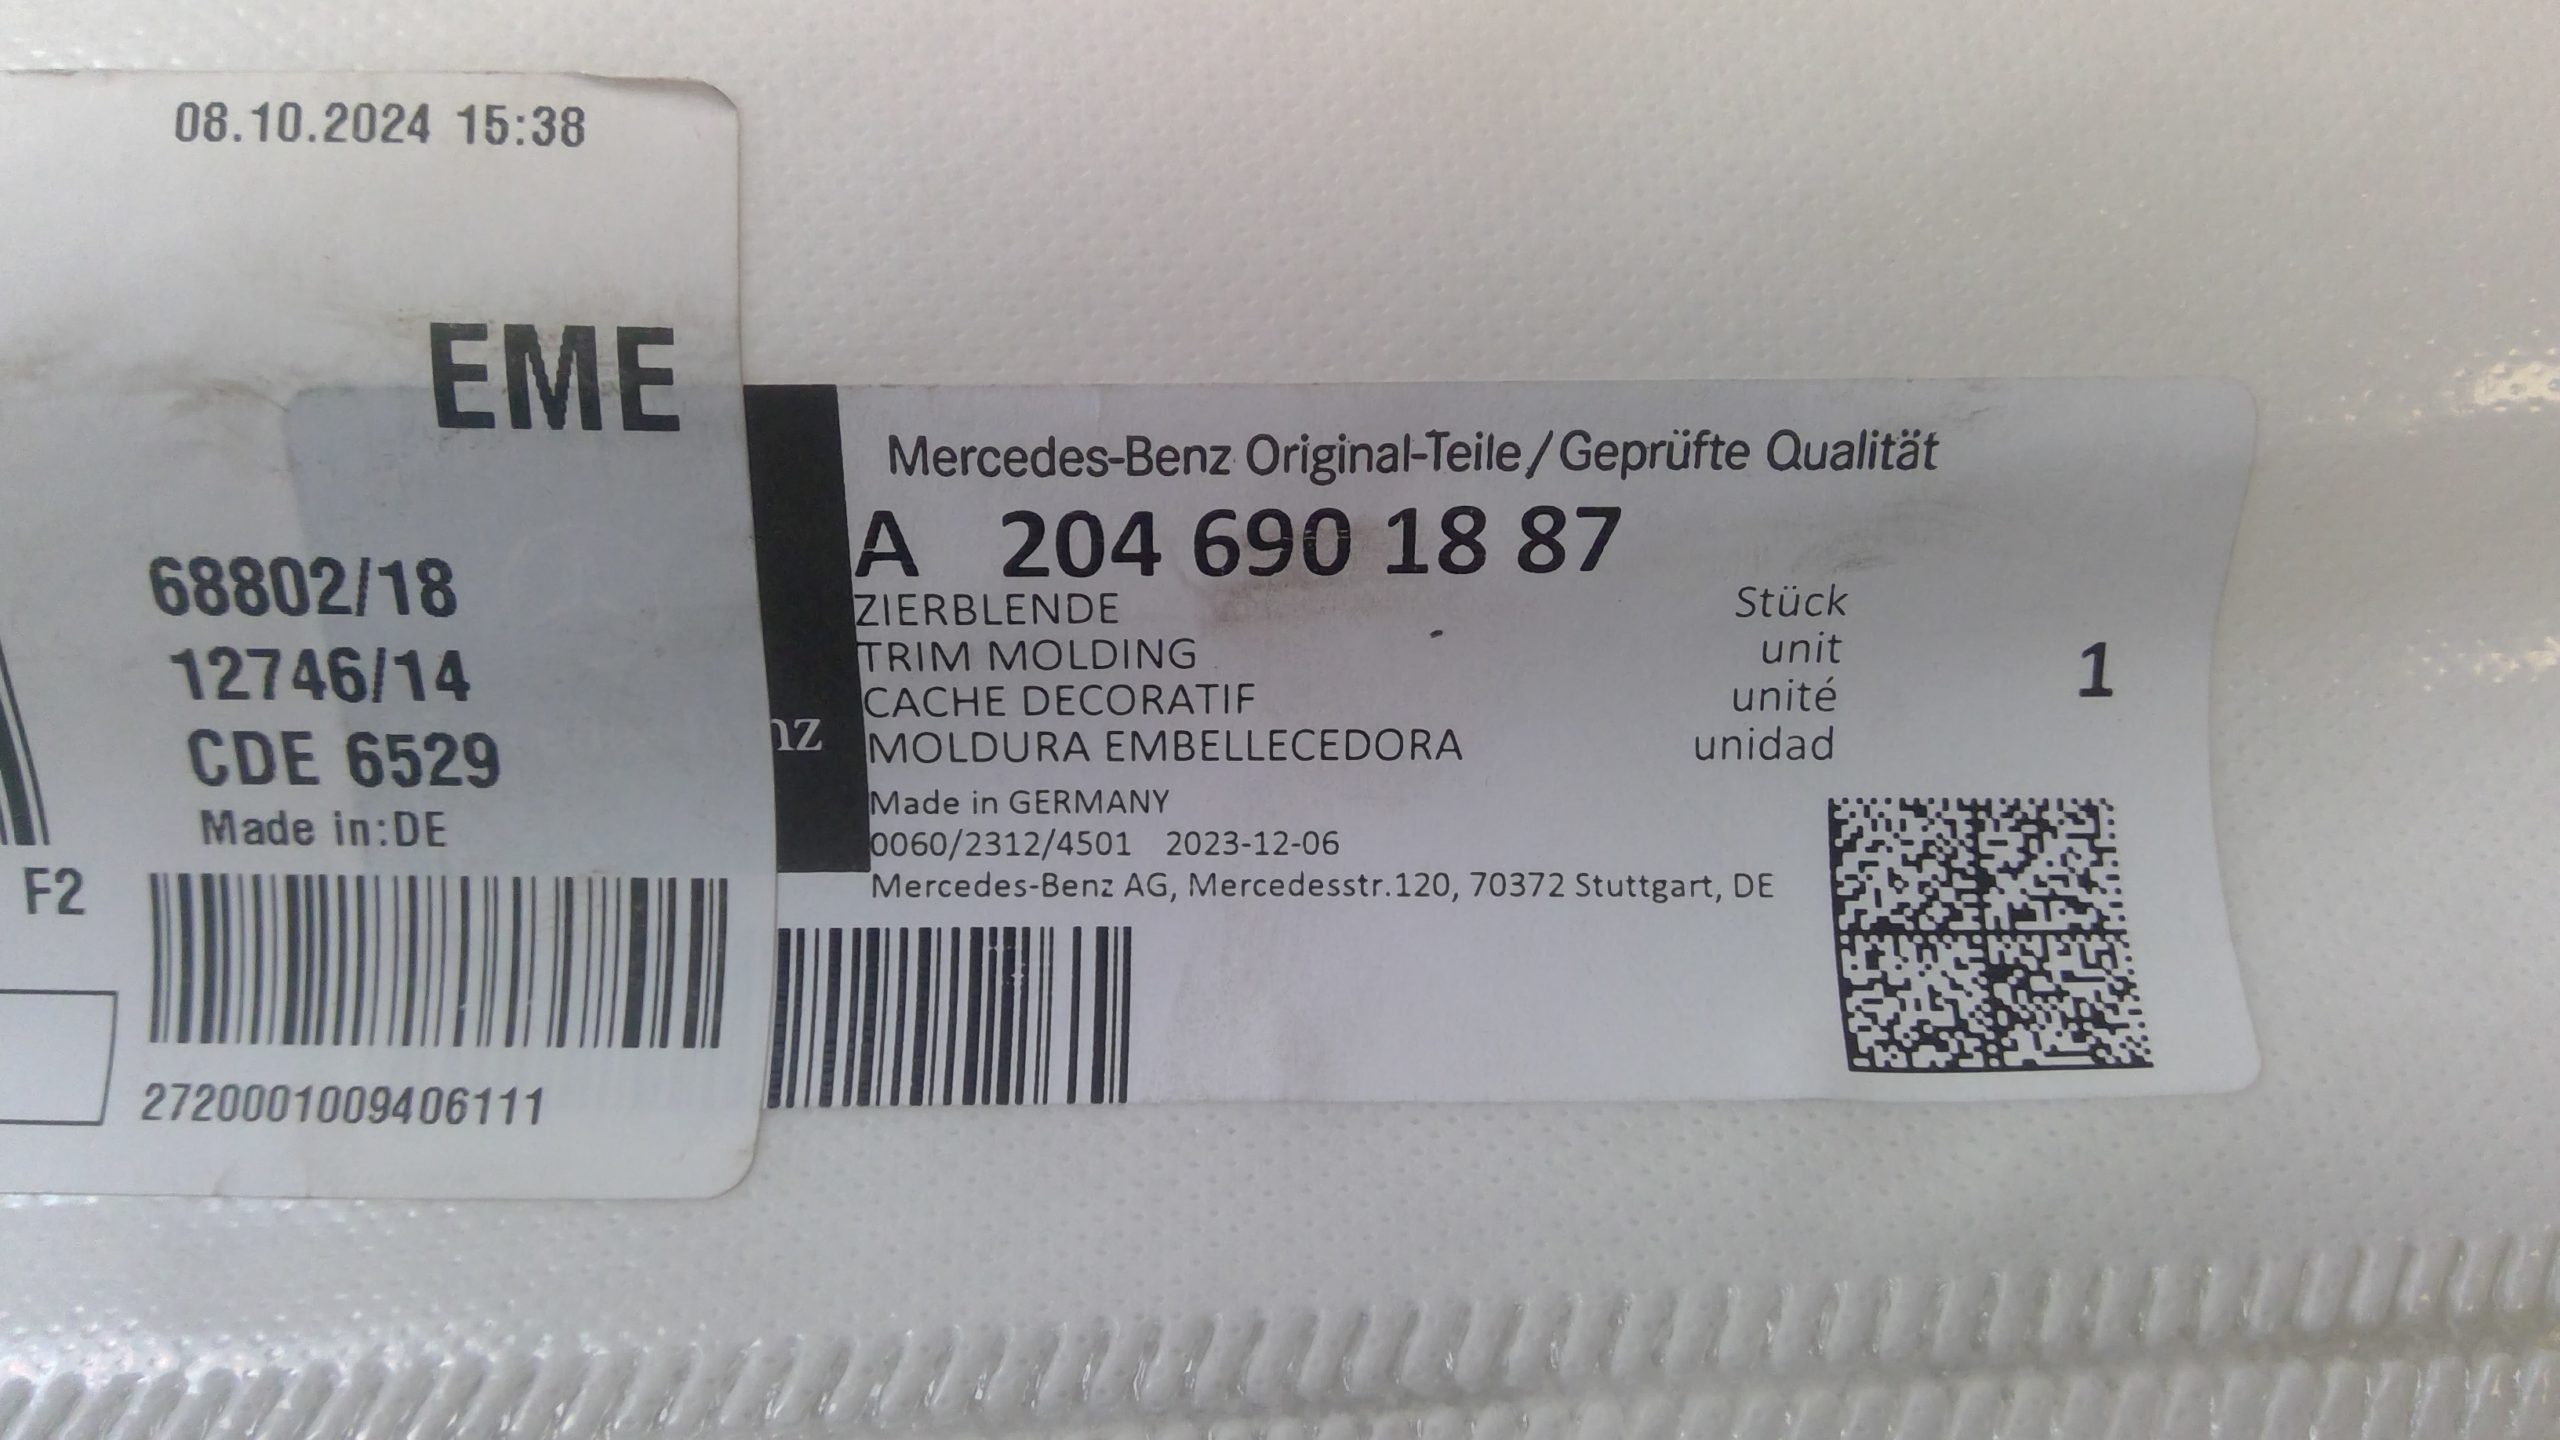 08.10.2024 15:38
EME
68802/18
12746/14
CDE 6529
Made in:DE
F2
2720001009406111
nz
Mercedes-Benz Original-Teile/Geprüfte Qualität
A 204 690 18 87
ZIERBLENDE
TRIM MOLDING
CACHE DECORATIF
MOLDURA EMBELLECEDORA
Stück
unit
unité
unidad
1
Made in GERMANY
0060/2312/4501 2023-12-06
Mercedes-Benz AG, Mercedesstr.120, 70372 Stuttgart, DE